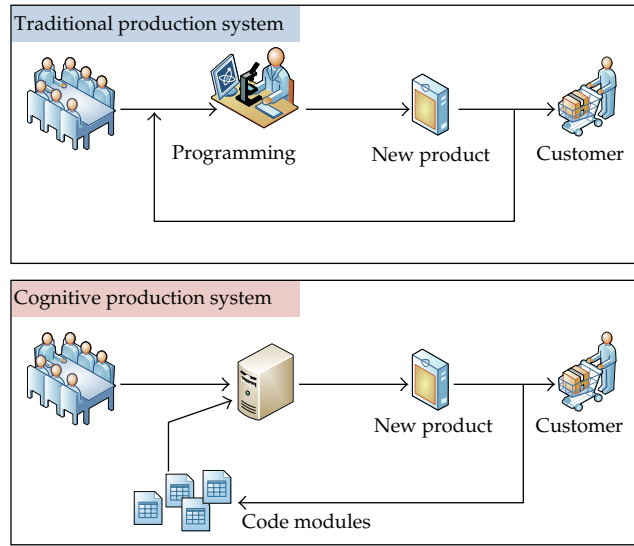 Traditional production system
Programming
New product
Customer
Cognitive production system
New product
Customer
Code modules